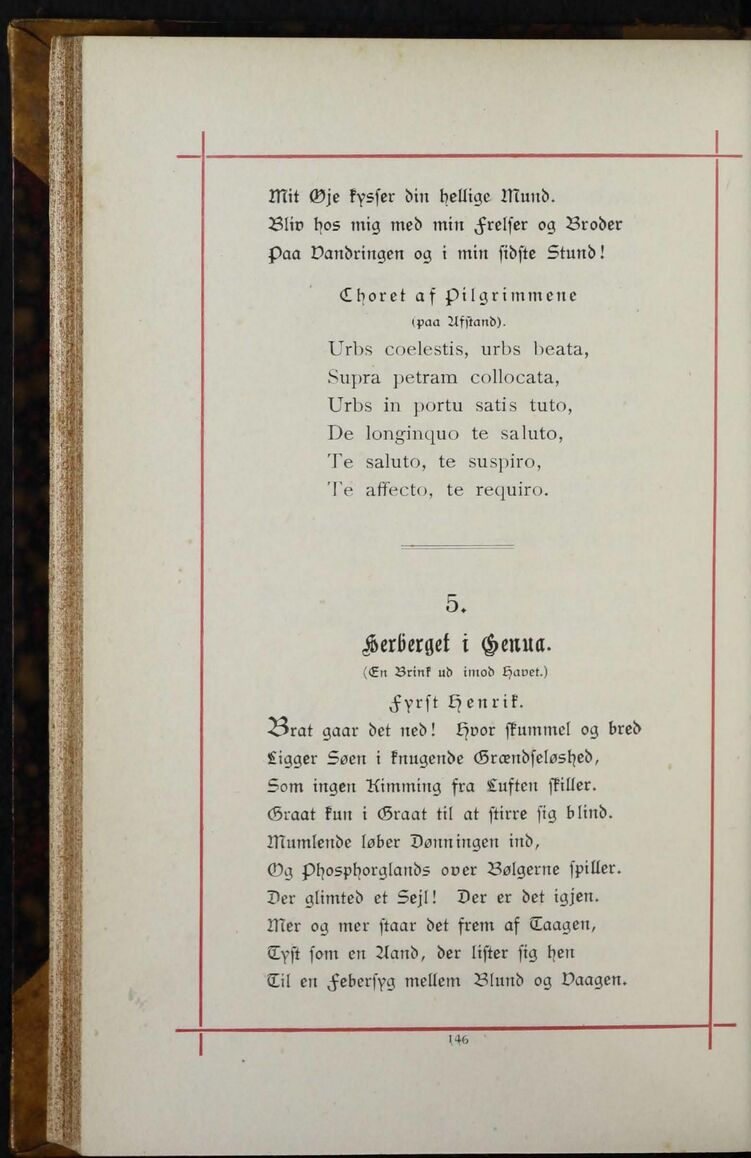 Mit Øje kysser din hellige Mund.
Bliv hos mig med min Frelser og Broder
Paa Vandringen og i min sidste Stund!
Choret af Pilgrimmene
(paa Afstand).
Urbs coelestis, urbs beata,
Supra petram collocata,
Urbs in portu satis tuto,
De longinquo te saluto,
Te saluto, te suspiro,
Te affecto, te requiro.
5.
Herberget i Genua.
(En Brink ud imod Havet.)
Fyrst Henrik.
Brat gaar det ned! Hvor skummel og bred
Ligger Søen i knugende Grændseløshed,
Som ingen Kimming fra Luften skiller.
Graat kun i Graat til at stirre sig blind.
Mumlende løber Dønningen ind,
Og Phosphorglands over Bølgerne spiller.
Der glimted et Sejl! Der er det igjen.
Mer og mer staar det frem af Taagen,
Tyst som en Aand, der lister sig hen
Til en Febersyg mellem Blund og Vaagen.
146